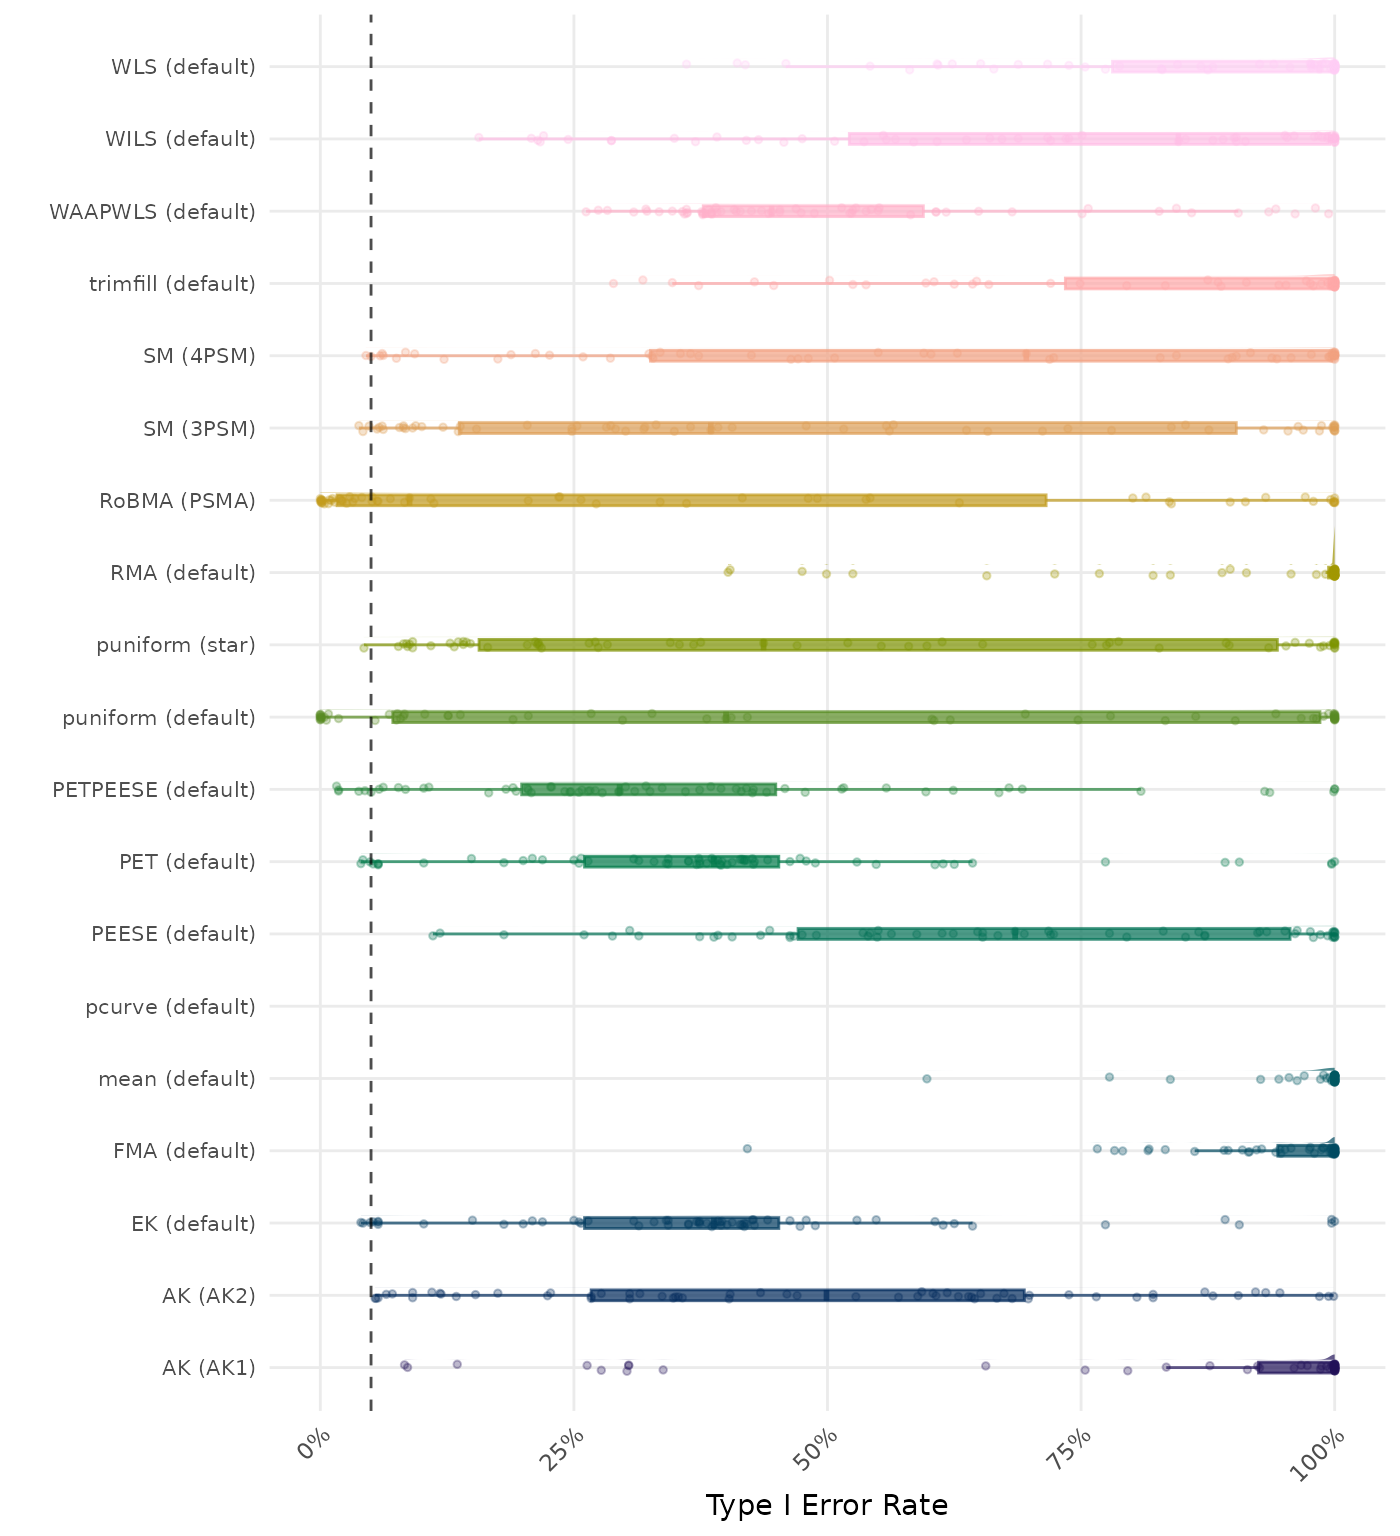 WLS (default)
WILS (default)
WAAPWLS (default)
trimfill (default)
SM (4PSM)
SM (3PSM)
RoBMA (PSMA)
RMA (default)
puniform (star)
puniform (default)
PETPEESE (default)
PET (default)
PEESE (default)
pcurve (default)
mean (default)
FMA (default)
EK (default)
AK (AK2)
AK (AK1)
0%
25%
50%
75%
100%
Type I Error Rate